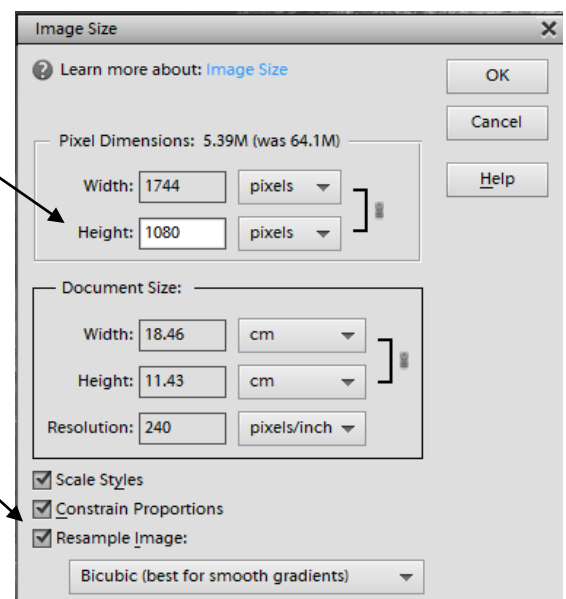 Image Size
Learn more about: Image Size
OK
Cancel
Help
Pixel Dimensions: 5.39M (was 64.1M)
Width: 1744 pixels
Height: 1080 pixels
Document Size:
Width: 18.46 cm
Height: 11.43 cm
Resolution: 240 pixels/inch
Scale Styles
Constrain Proportions
Resample Image:
Bicubic (best for smooth gradients)